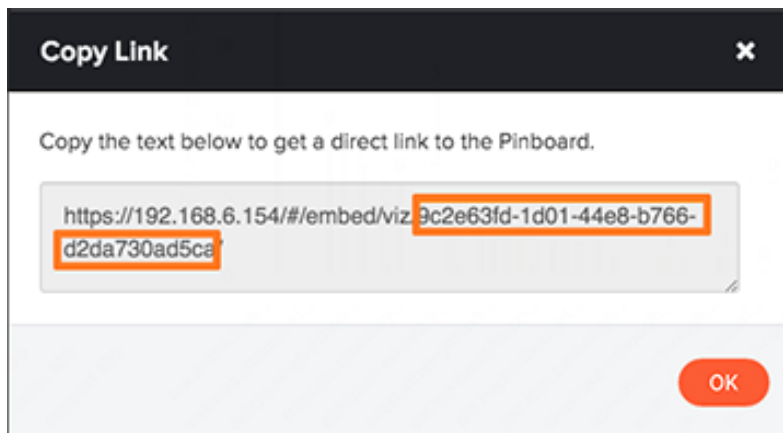 Copy Link
Copy the text below to get a direct link to the Pinboard.
https://192.168.6.154/#/embed/viz/9c2e63fd-1d01-44e8-b766-
d2da730ad5ca/
OK